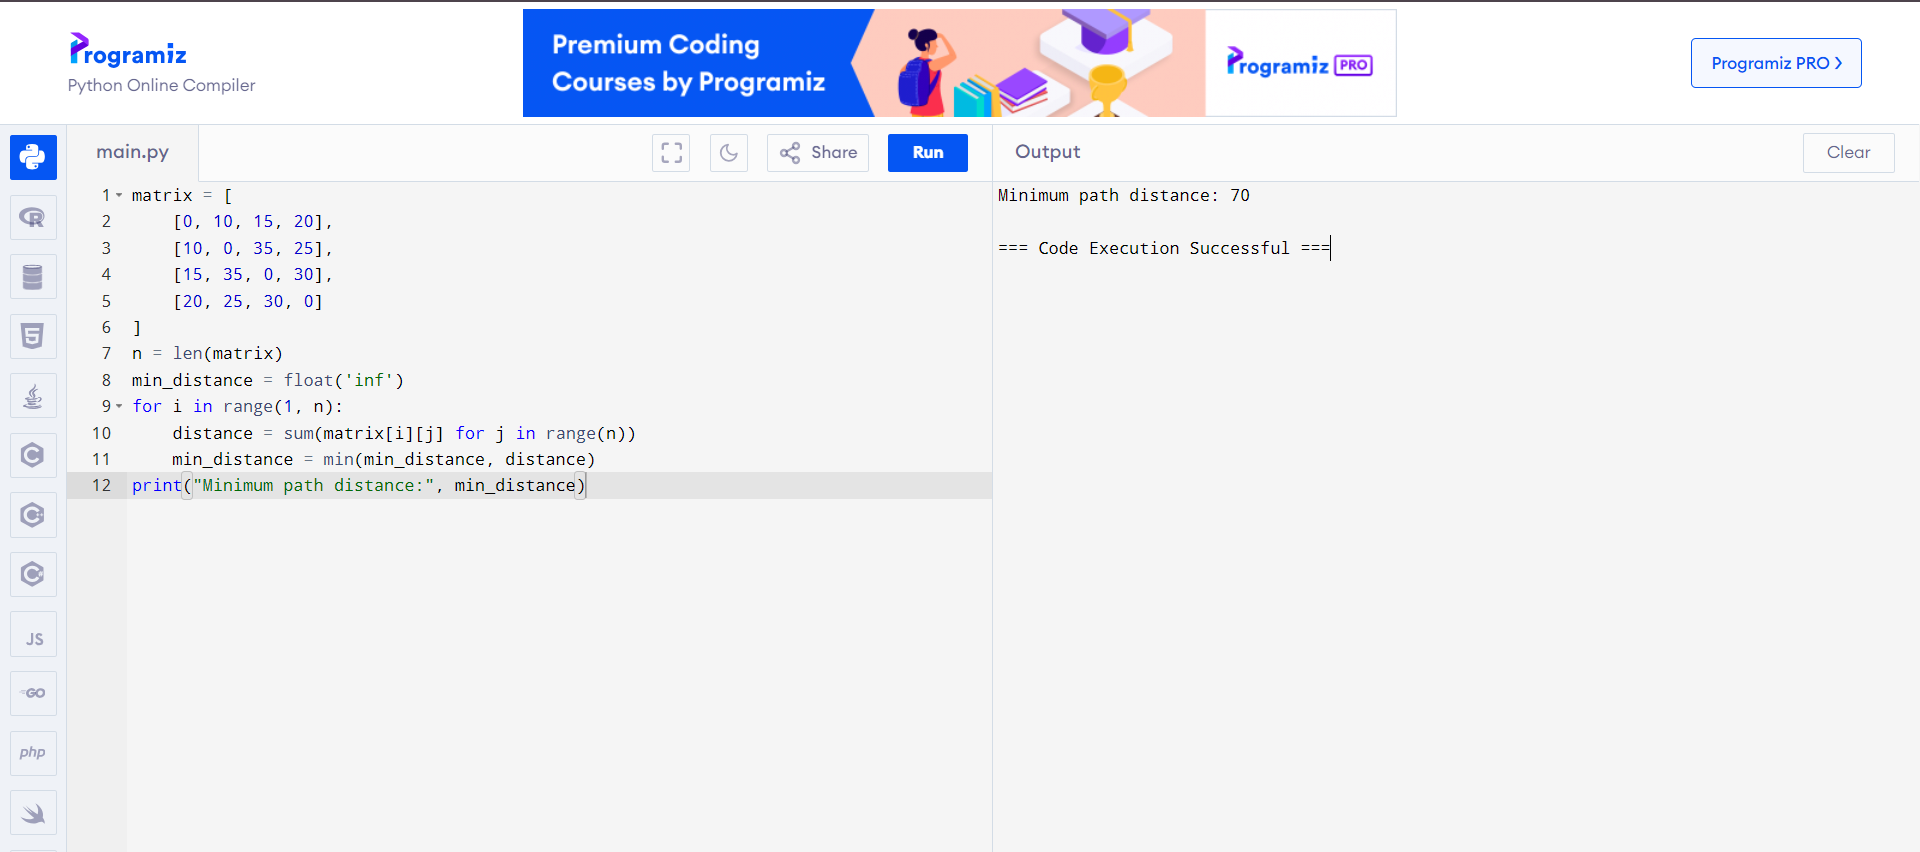 Programiz
Python Online Compiler
Premium Coding
Courses by Programiz
Programiz PRO
Programiz PRO
main.py
Share
Run
Output
Clear
1 matrix = [
2     [0, 10, 15, 20],
3     [10, 0, 35, 25],
4     [15, 35, 0, 30],
5     [20, 25, 30, 0]
6 ]
7 n = len(matrix)
8 min_distance = float('inf')
9 for i in range(1, n):
10     distance = sum(matrix[i][j] for j in range(n))
11     min_distance = min(min_distance, distance)
12 print("Minimum path distance:", min_distance)
Minimum path distance: 70
=== Code Execution Successful ===
R
5
C
C
C
JS
GO
php